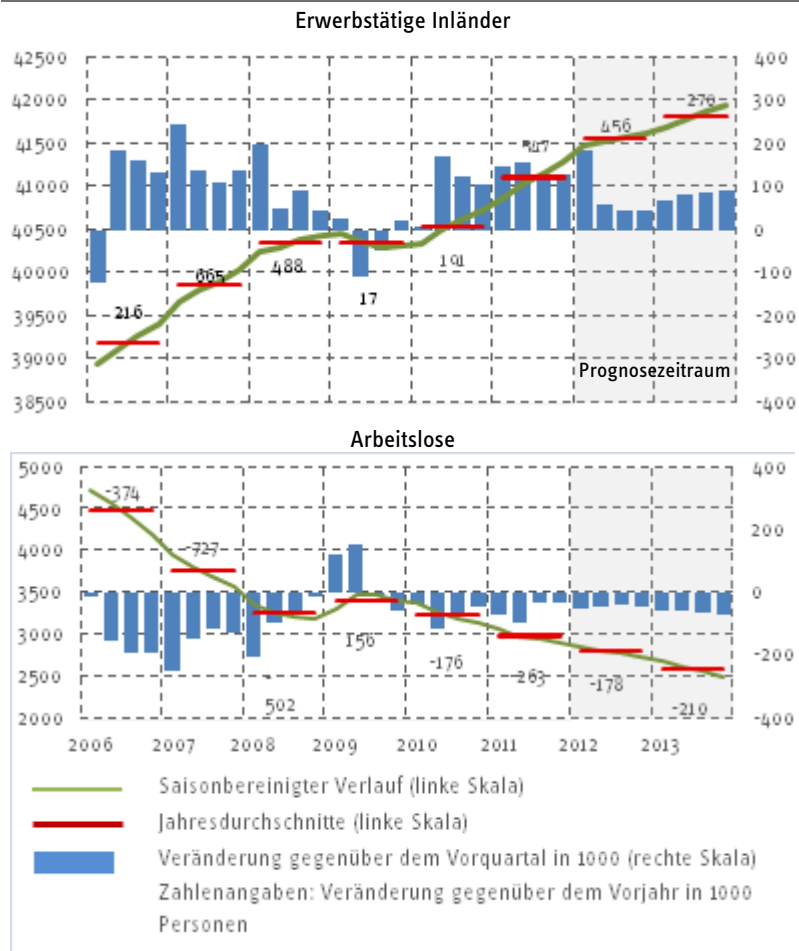 Erwerbstätige Inländer
42500 400
42000 300
41500 200
41000 100
40500 0
40000 -100
39500 -200
39000 -300
38500 -400
216 665 488 17 191 547 456 276
Prognosezeitraum
Arbeitslose
5000 400
4500 200
4000
3500 0
3000
2500 -200
2000 -400
-374 -727 502 156 -176 -263 -178 -210
2006 2007 2008 2009 2010 2011 2012 2013
Saisonbereinigter Verlauf (linke Skala)
Jahresdurchschnitte (linke Skala)
Veränderung gegenüber dem Vorquartal in 1000 (rechte Skala)
Zahlenangaben: Veränderung gegenüber dem Vorjahr in 1000
Personen